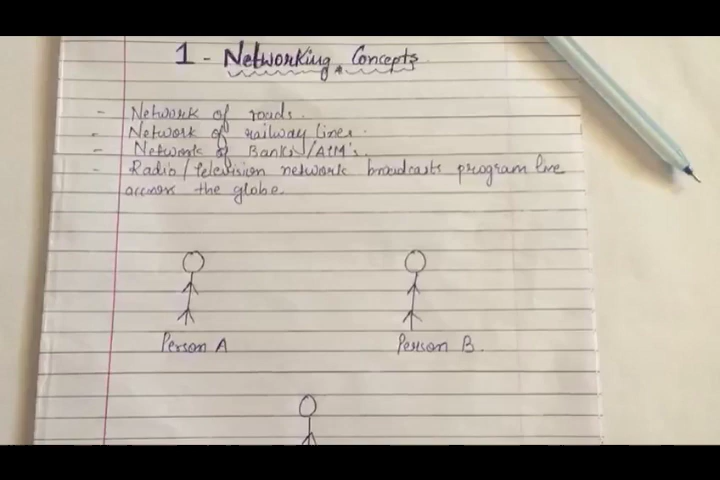 1 - Networking Concepts
- Network of roads.
- Network of railway lines.
- Network of Banks/ATM's.
- Radio/Television network broadcasts program live
across the globe.
Person A
Person B.